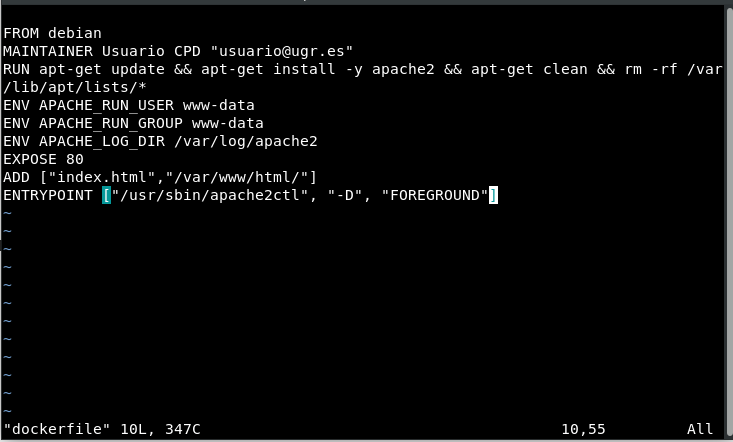 FROM debian
MAINTAINER Usuario CPD "usuario@ugr.es"
RUN apt-get update && apt-get install -y apache2 && apt-get clean && rm -rf /var
/lib/apt/lists/*
ENV APACHE_RUN_USER www-data
ENV APACHE_RUN_GROUP www-data
ENV APACHE_LOG_DIR /var/log/apache2
EXPOSE 80
ADD ["index.html","/var/www/html/"]
ENTRYPOINT ["/usr/sbin/apache2ctl", "-D", "FOREGROUND"]
~
~
~
~
~
~
~
~
~
~
~
~
"dockerfile" 10L, 347C 10,55 All